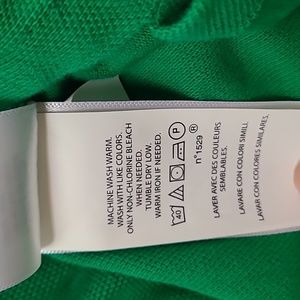 MACHINE WASH WARM.
WASH WITH LIKE COLORS.
ONLY NON-CHLORINE BLEACH
WHEN NEEDED.
TUMBLE DRY LOW.
WARM IRON IF NEEDED.
40 P ®
n°1529
LAVER AVEC DES COULEURS
SEMBLABLES.
LAVARE CON COLORI SIMILI.
LAVAR CON COLORES SIMILARES.